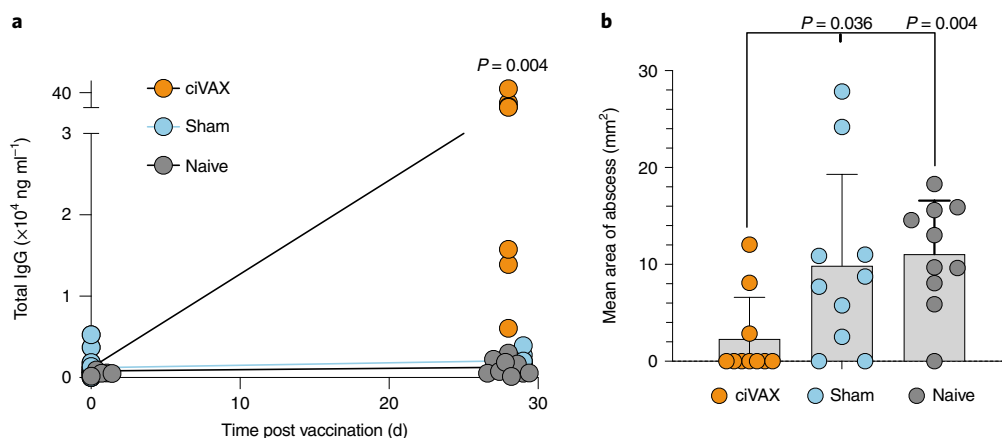 a
P = 0.004
ciVAX
Sham
Naive
40
3
2
1
0
Total IgG (×10⁴ ng ml⁻¹)
0
10
20
30
Time post vaccination (d)
b
P = 0.036
P = 0.004
30
20
10
0
Mean area of abscess (mm²)
ciVAX
Sham
Naive